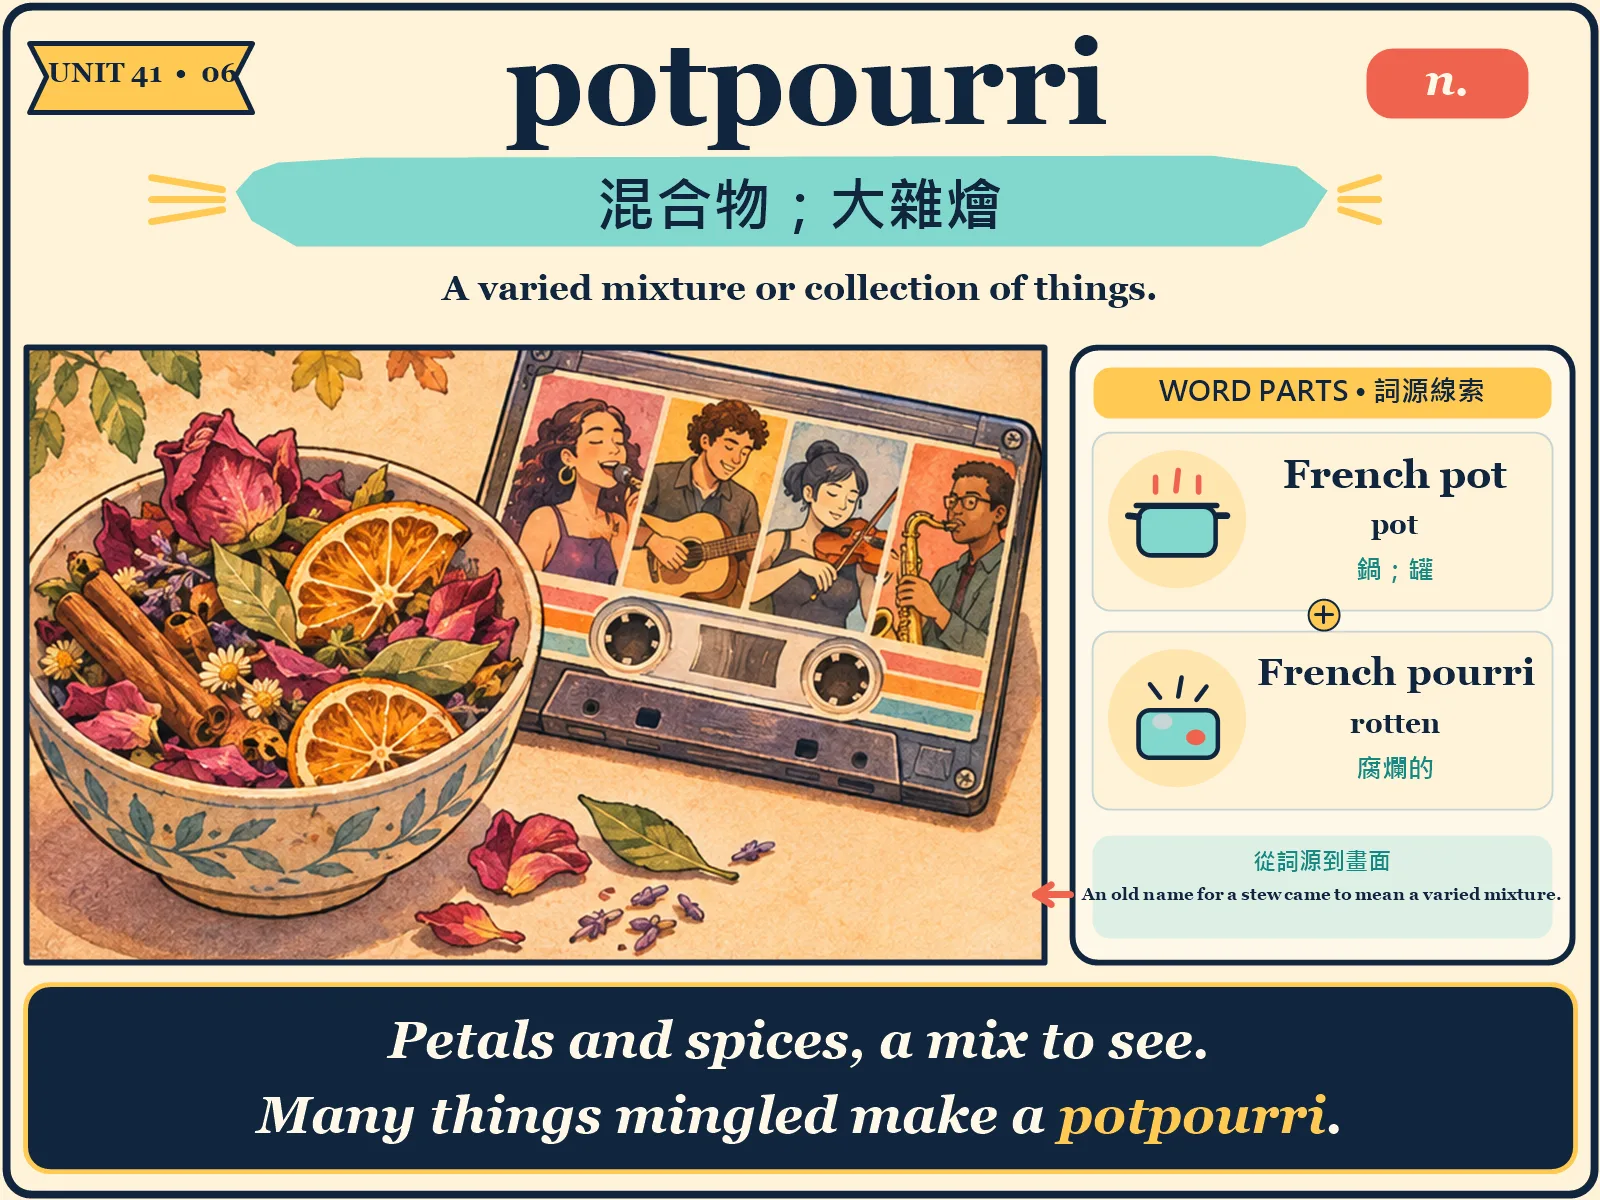 UNIT 41 • 06
potpourri
n.
混合物；大雜燴
A varied mixture or collection of things.
WORD PARTS • 詞源線索
French pot
pot
鍋；罐
+
French pourri
rotten
腐爛的
從詞源到畫面
An old name for a stew came to mean a varied mixture.
Petals and spices, a mix to see.
Many things mingled make a potpourri.